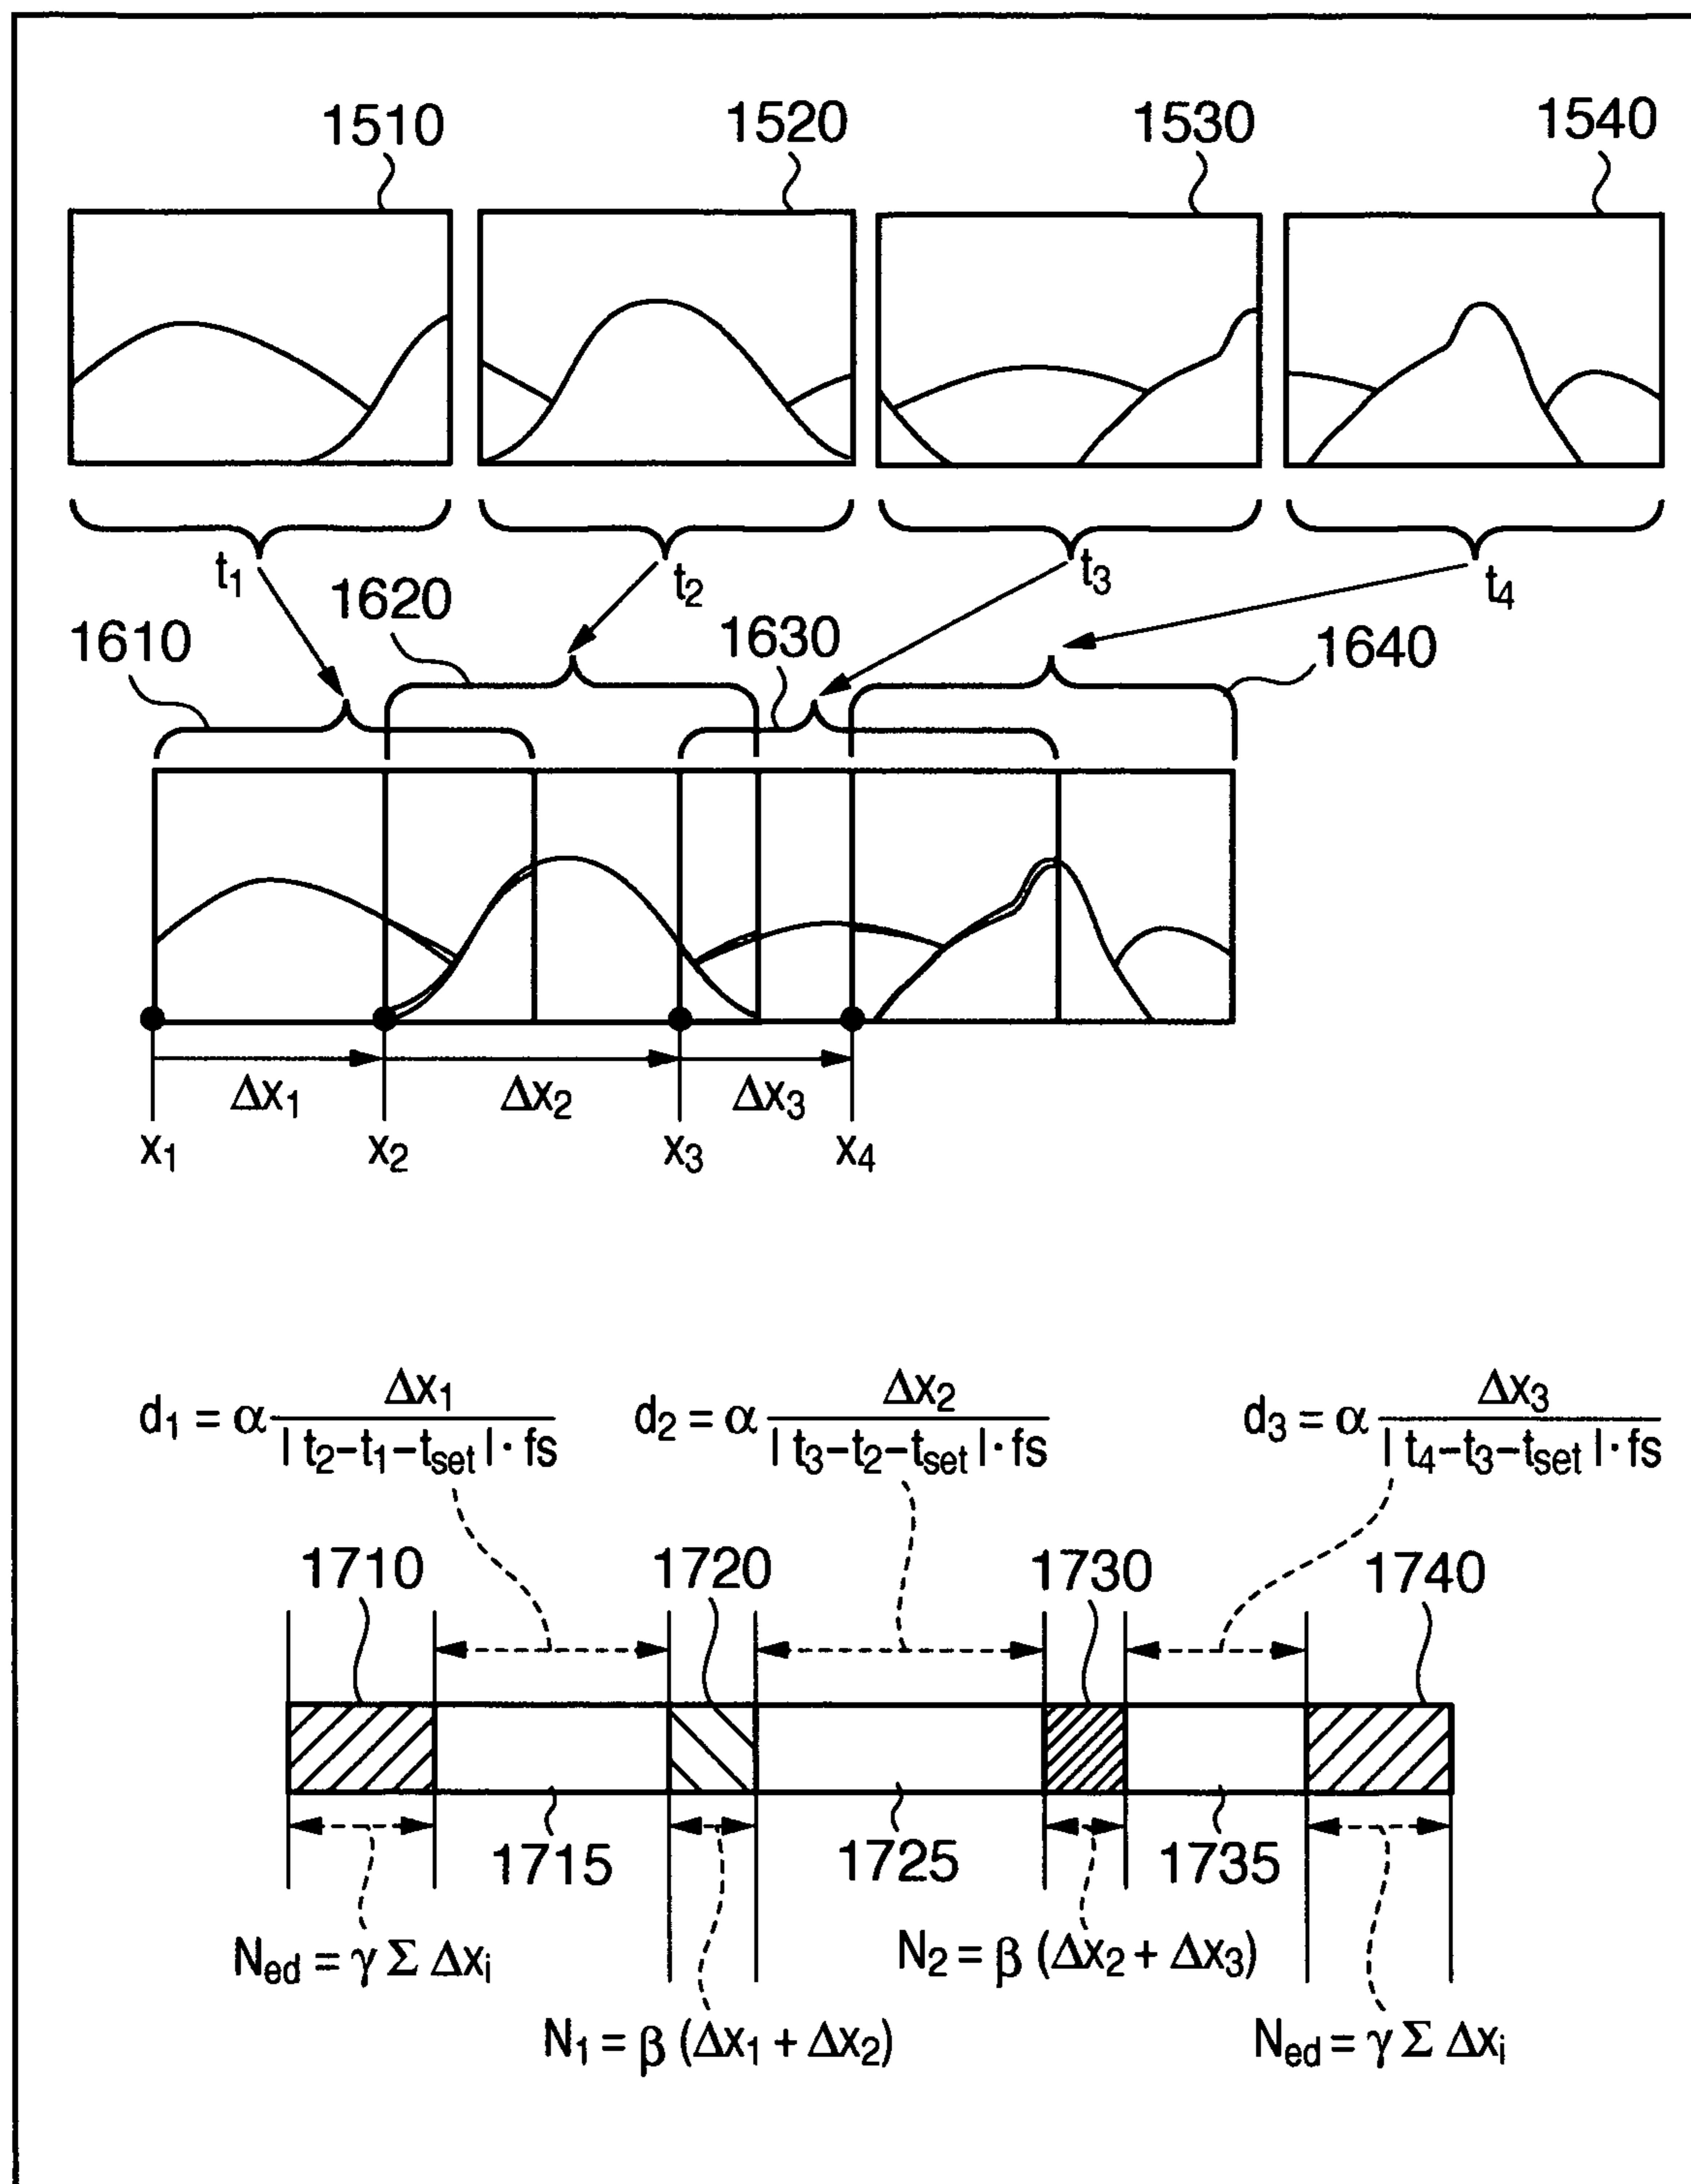 1510 1520 1530 1540
t1 t2 t3 t4
1610 1620 1630 1640
Δx1 Δx2 Δx3
x1 x2 x3 x4
d1 = α Δx1 / | t2-t1-tset | · fs
d2 = α Δx2 / | t3-t2-tset | · fs
d3 = α Δx3 / | t4-t3-tset | · fs
1710 1720 1730 1740
1715 1725 1735
Ned = γ Σ Δxi
N2 = β (Δx2 + Δx3)
N1 = β (Δx1 + Δx2)
Ned = γ Σ Δxi